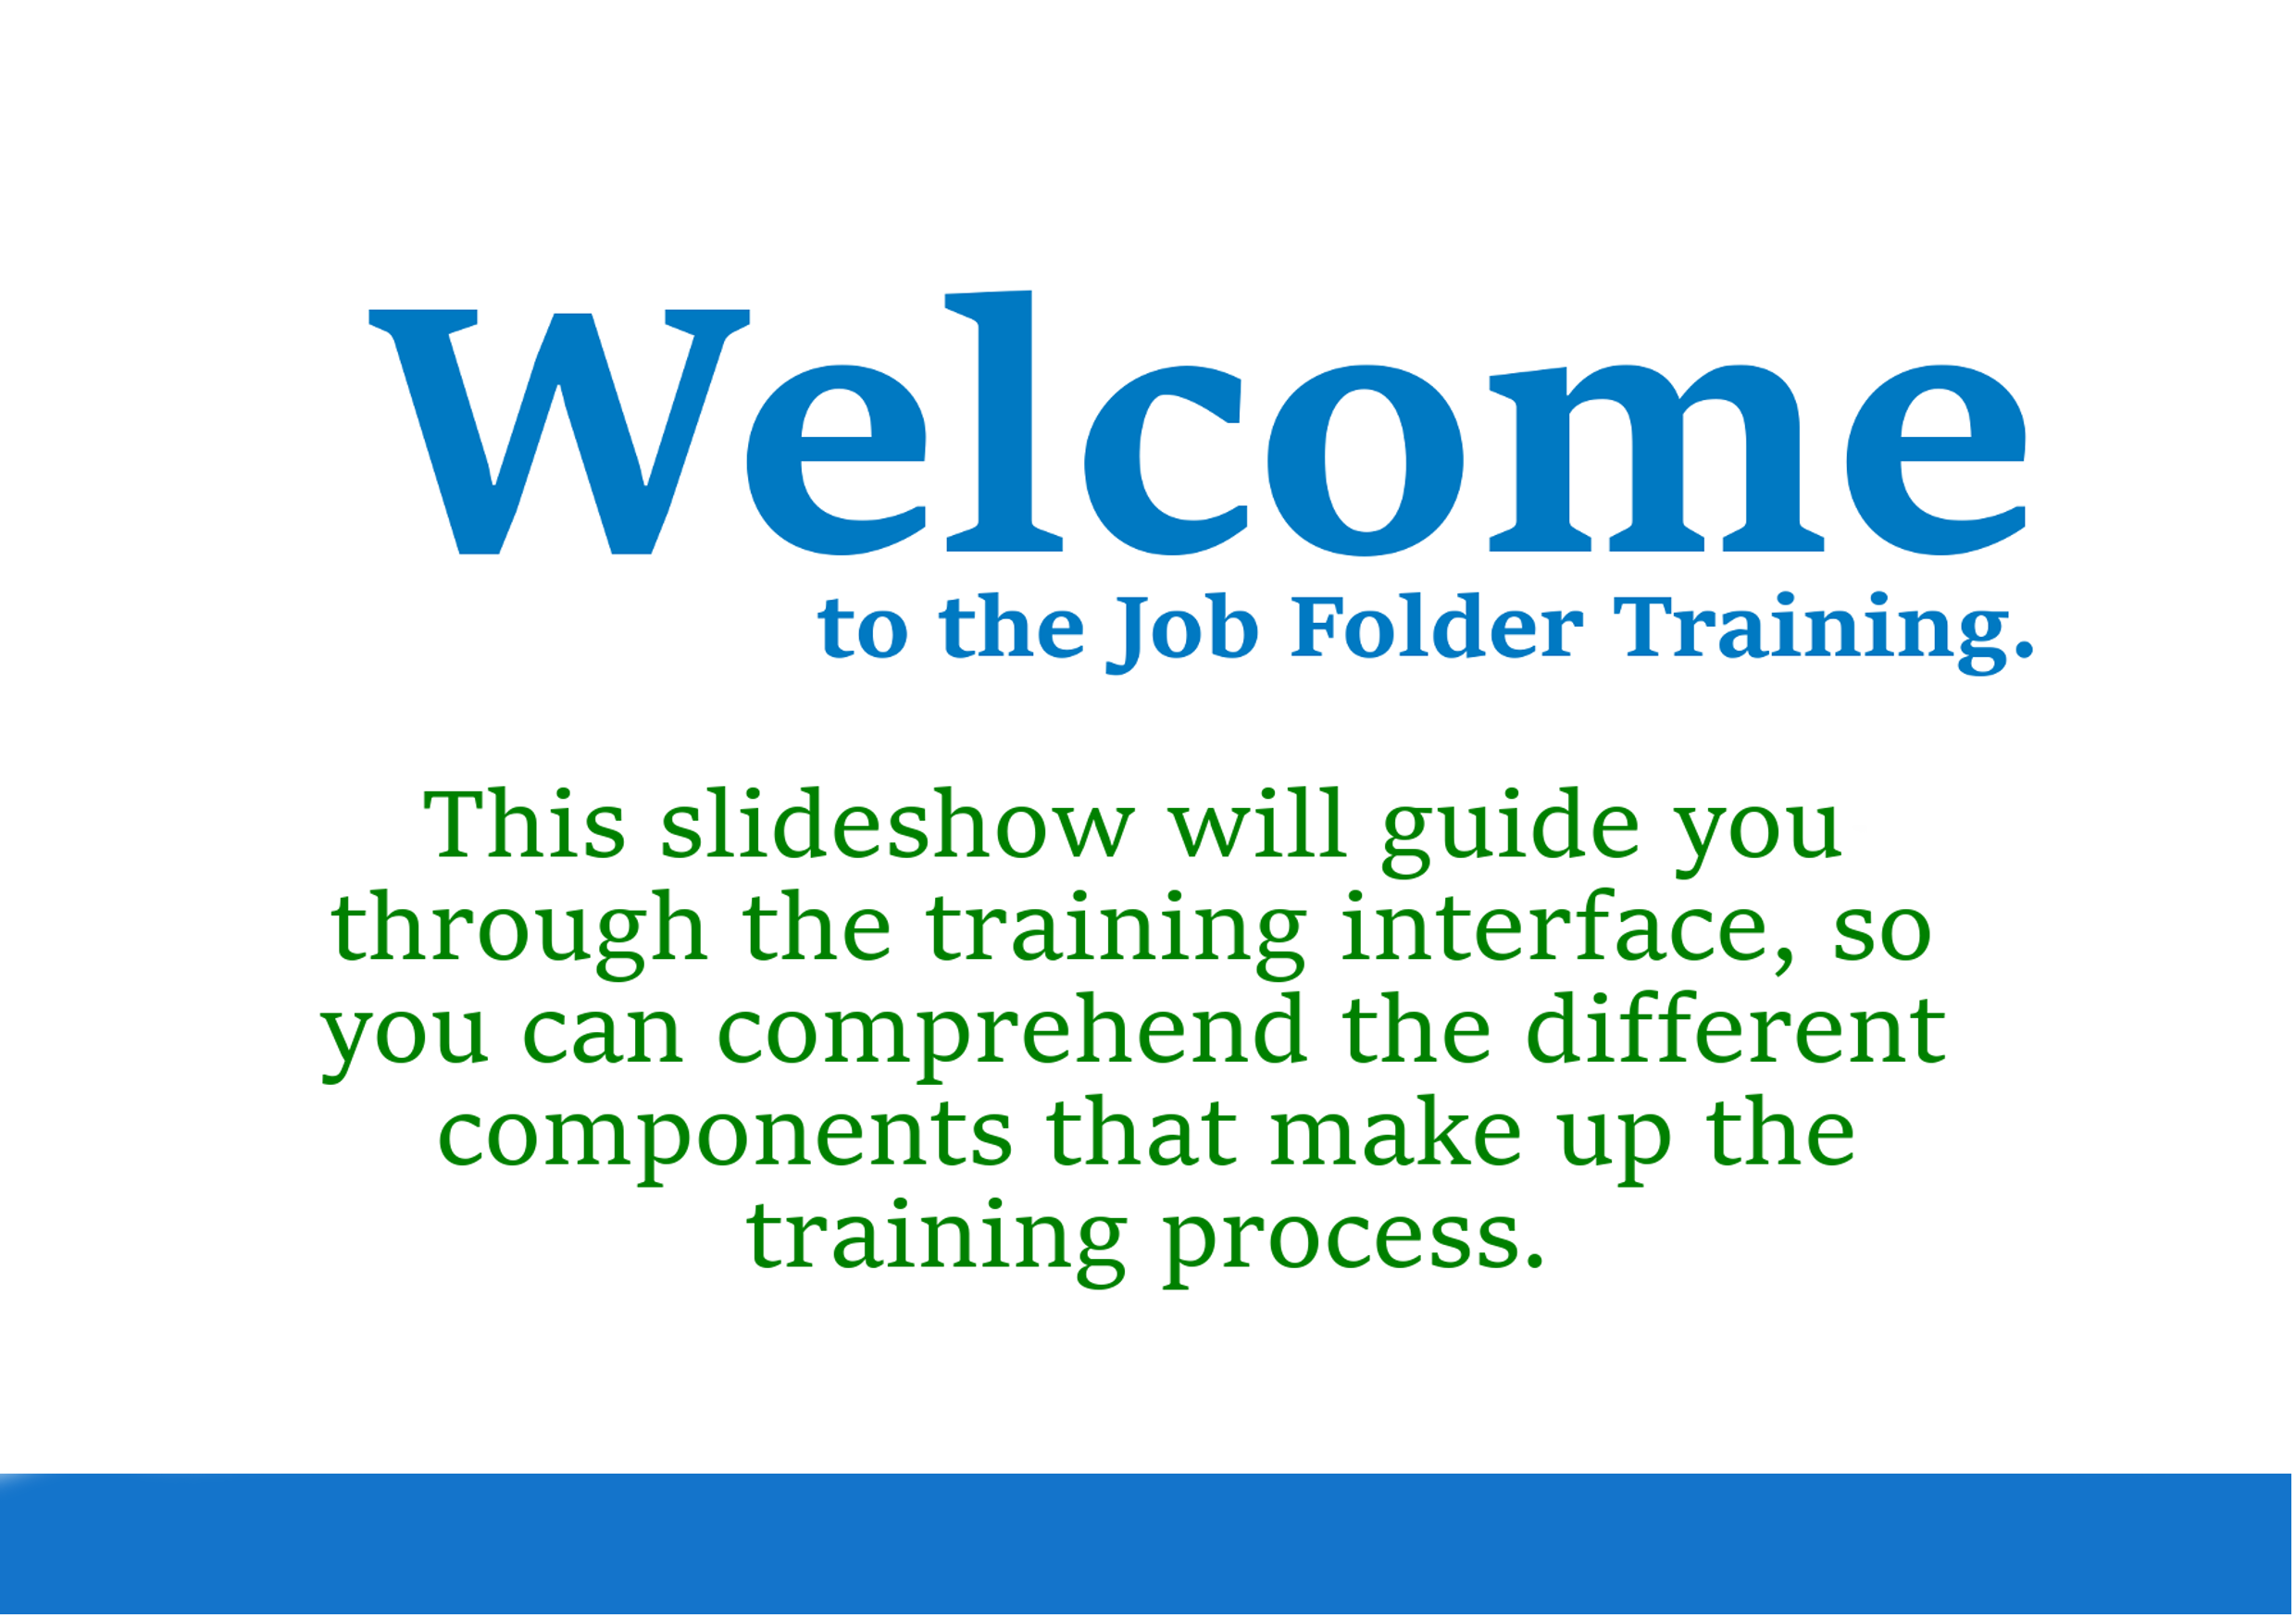 Welcome
to the Job Folder Training.
This slideshow will guide you
through the training interface, so
you can comprehend the different
components that make up the
training process.